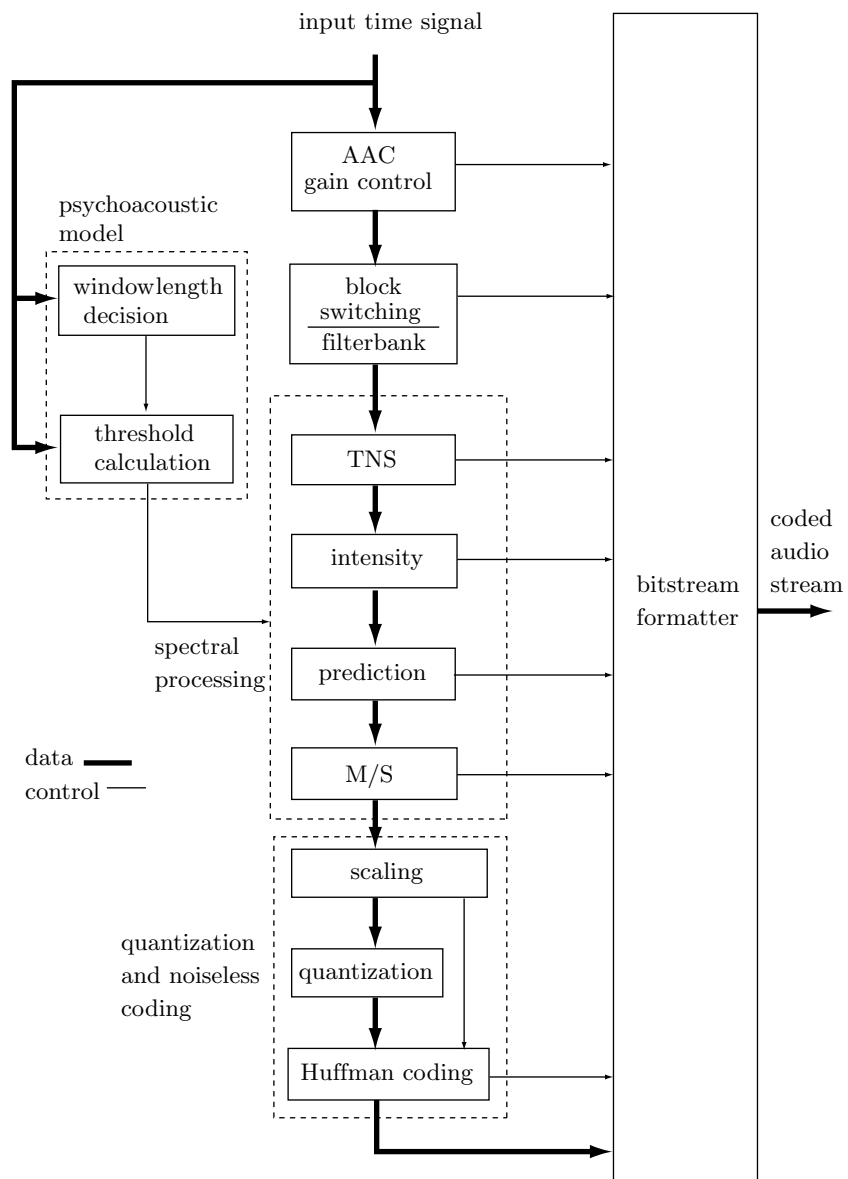 input time signal
AAC
gain control
psychoacoustic
model
windowlength
decision
block
switching
filterbank
threshold
calculation
TNS
intensity
spectral
processing
prediction
M/S
data
control
scaling
quantization
and noiseless
coding
quantization
Huffman coding
bitstream
formatter
coded
audio
stream